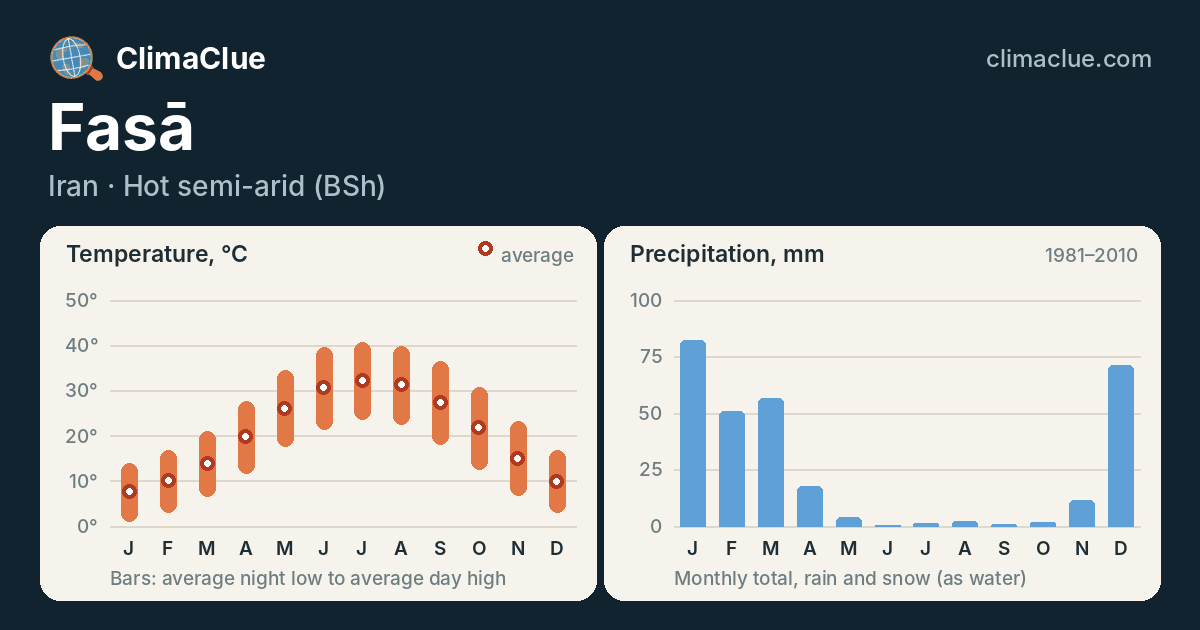 ClimaClue
climaclue.com
Fasā
Iran · Hot semi-arid (BSh)
Temperature, °C
average
50°
40°
30°
20°
10°
0°
J F M A M J J A S O N D
Bars: average night low to average day high
Precipitation, mm
1981–2010
100
75
50
25
0
J F M A M J J A S O N D
Monthly total, rain and snow (as water)